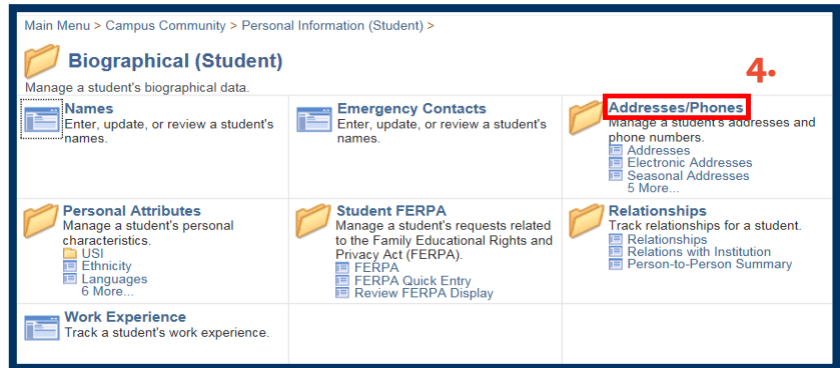 Main Menu > Campus Community > Personal Information (Student) >
Biographical (Student)
4.
Manage a student's biographical data.
Names
Enter, update, or review a student's
names.
Emergency Contacts
Enter, update, or review a student's
names.
Addresses/Phones
Manage a student's addresses and
phone numbers.
Addresses
Electronic Addresses
Seasonal Addresses
5 More...
Personal Attributes
Manage a student's personal
characteristics.
USI
Ethnicity
Languages
6 More...
Student FERPA
Manage a student's requests related
to the Family Educational Rights and
Privacy Act (FERPA).
FERPA
FERPA Quick Entry
Review FERPA Display
Relationships
Track relationships for a student.
Relationships
Relations with Institution
Person-to-Person Summary
Work Experience
Track a student's work experience.